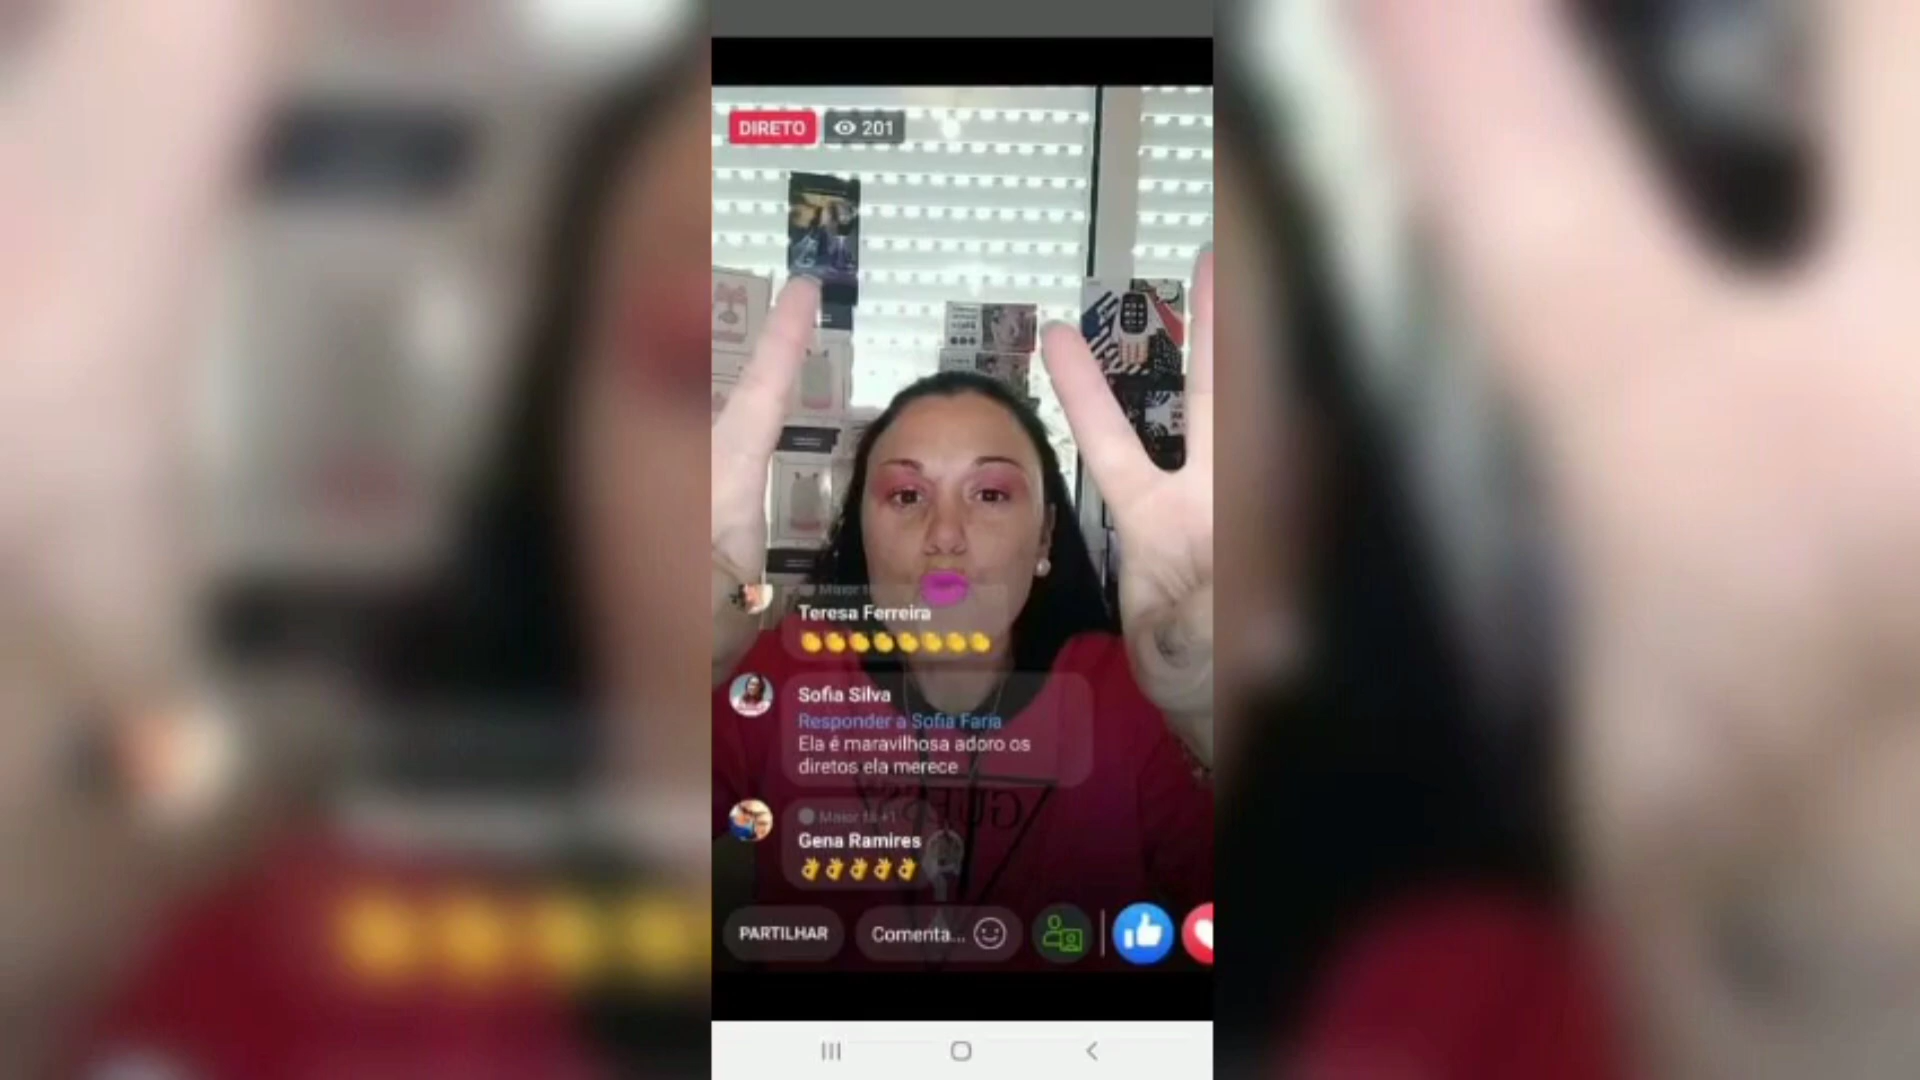 DIRETO
201
Teresa Ferreira
👏👏👏👏👏👏👏👏
Sofia Silva
Responder a Sofia Faria
Ela é maravilhosa adoro os
diretos ela merece
Gena Ramires
👌👌👌👌👌
GUESS
PARTILHAR
Comenta...